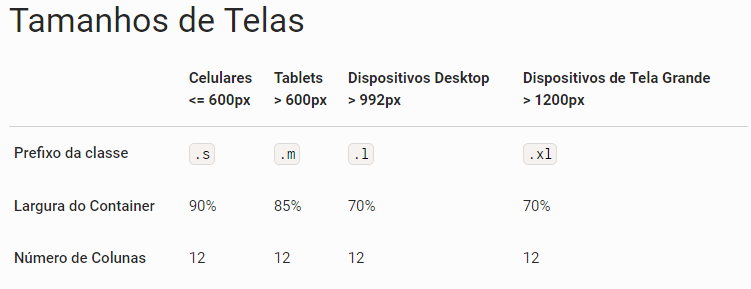 Tamanhos de Telas
Celulares Tablets Dispositivos Desktop Dispositivos de Tela Grande
<= 600px > 600px > 992px > 1200px
Prefixo da classe .s .m .l .xl
Largura do Container 90% 85% 70% 70%
Número de Colunas 12 12 12 12